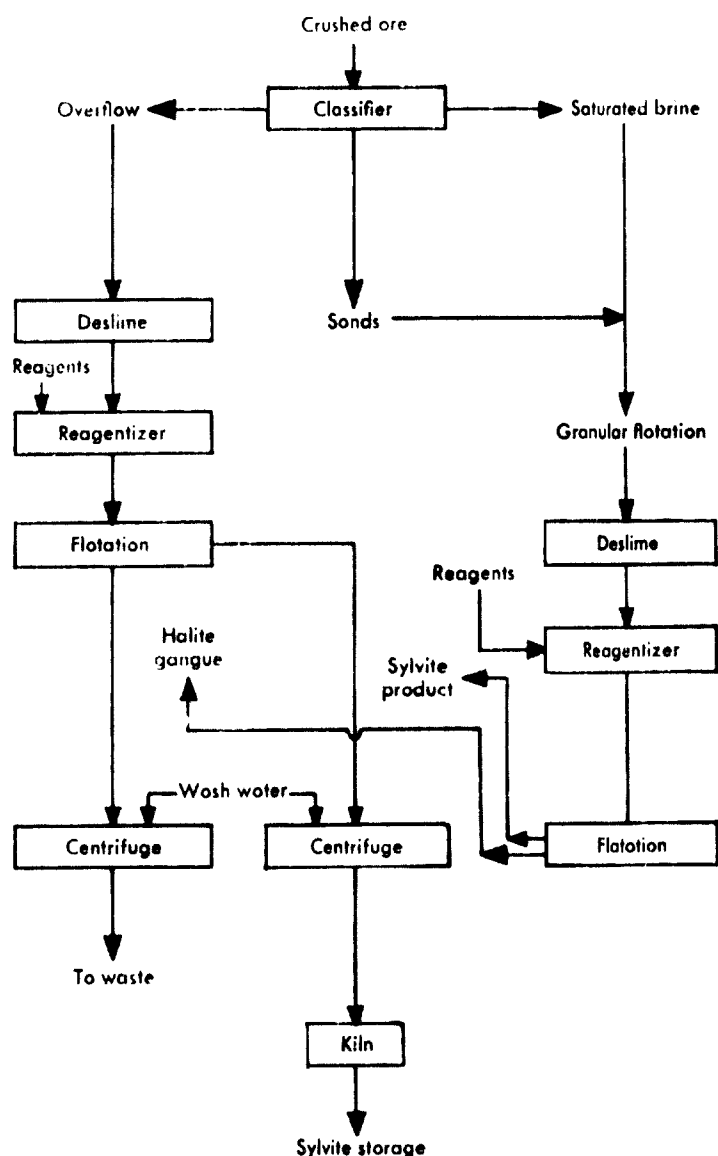 Crushed ore
Overflow
Classifier
Saturated brine
Deslime
Sonds
Reagents
Reagentizer
Granular flotation
Flotation
Deslime
Reagents
Halite
gangue
Reagentizer
Sylvite
product
Wosh woter
Centrifuge
Centrifuge
Flatotion
To waste
Kiln
Sylvite storage